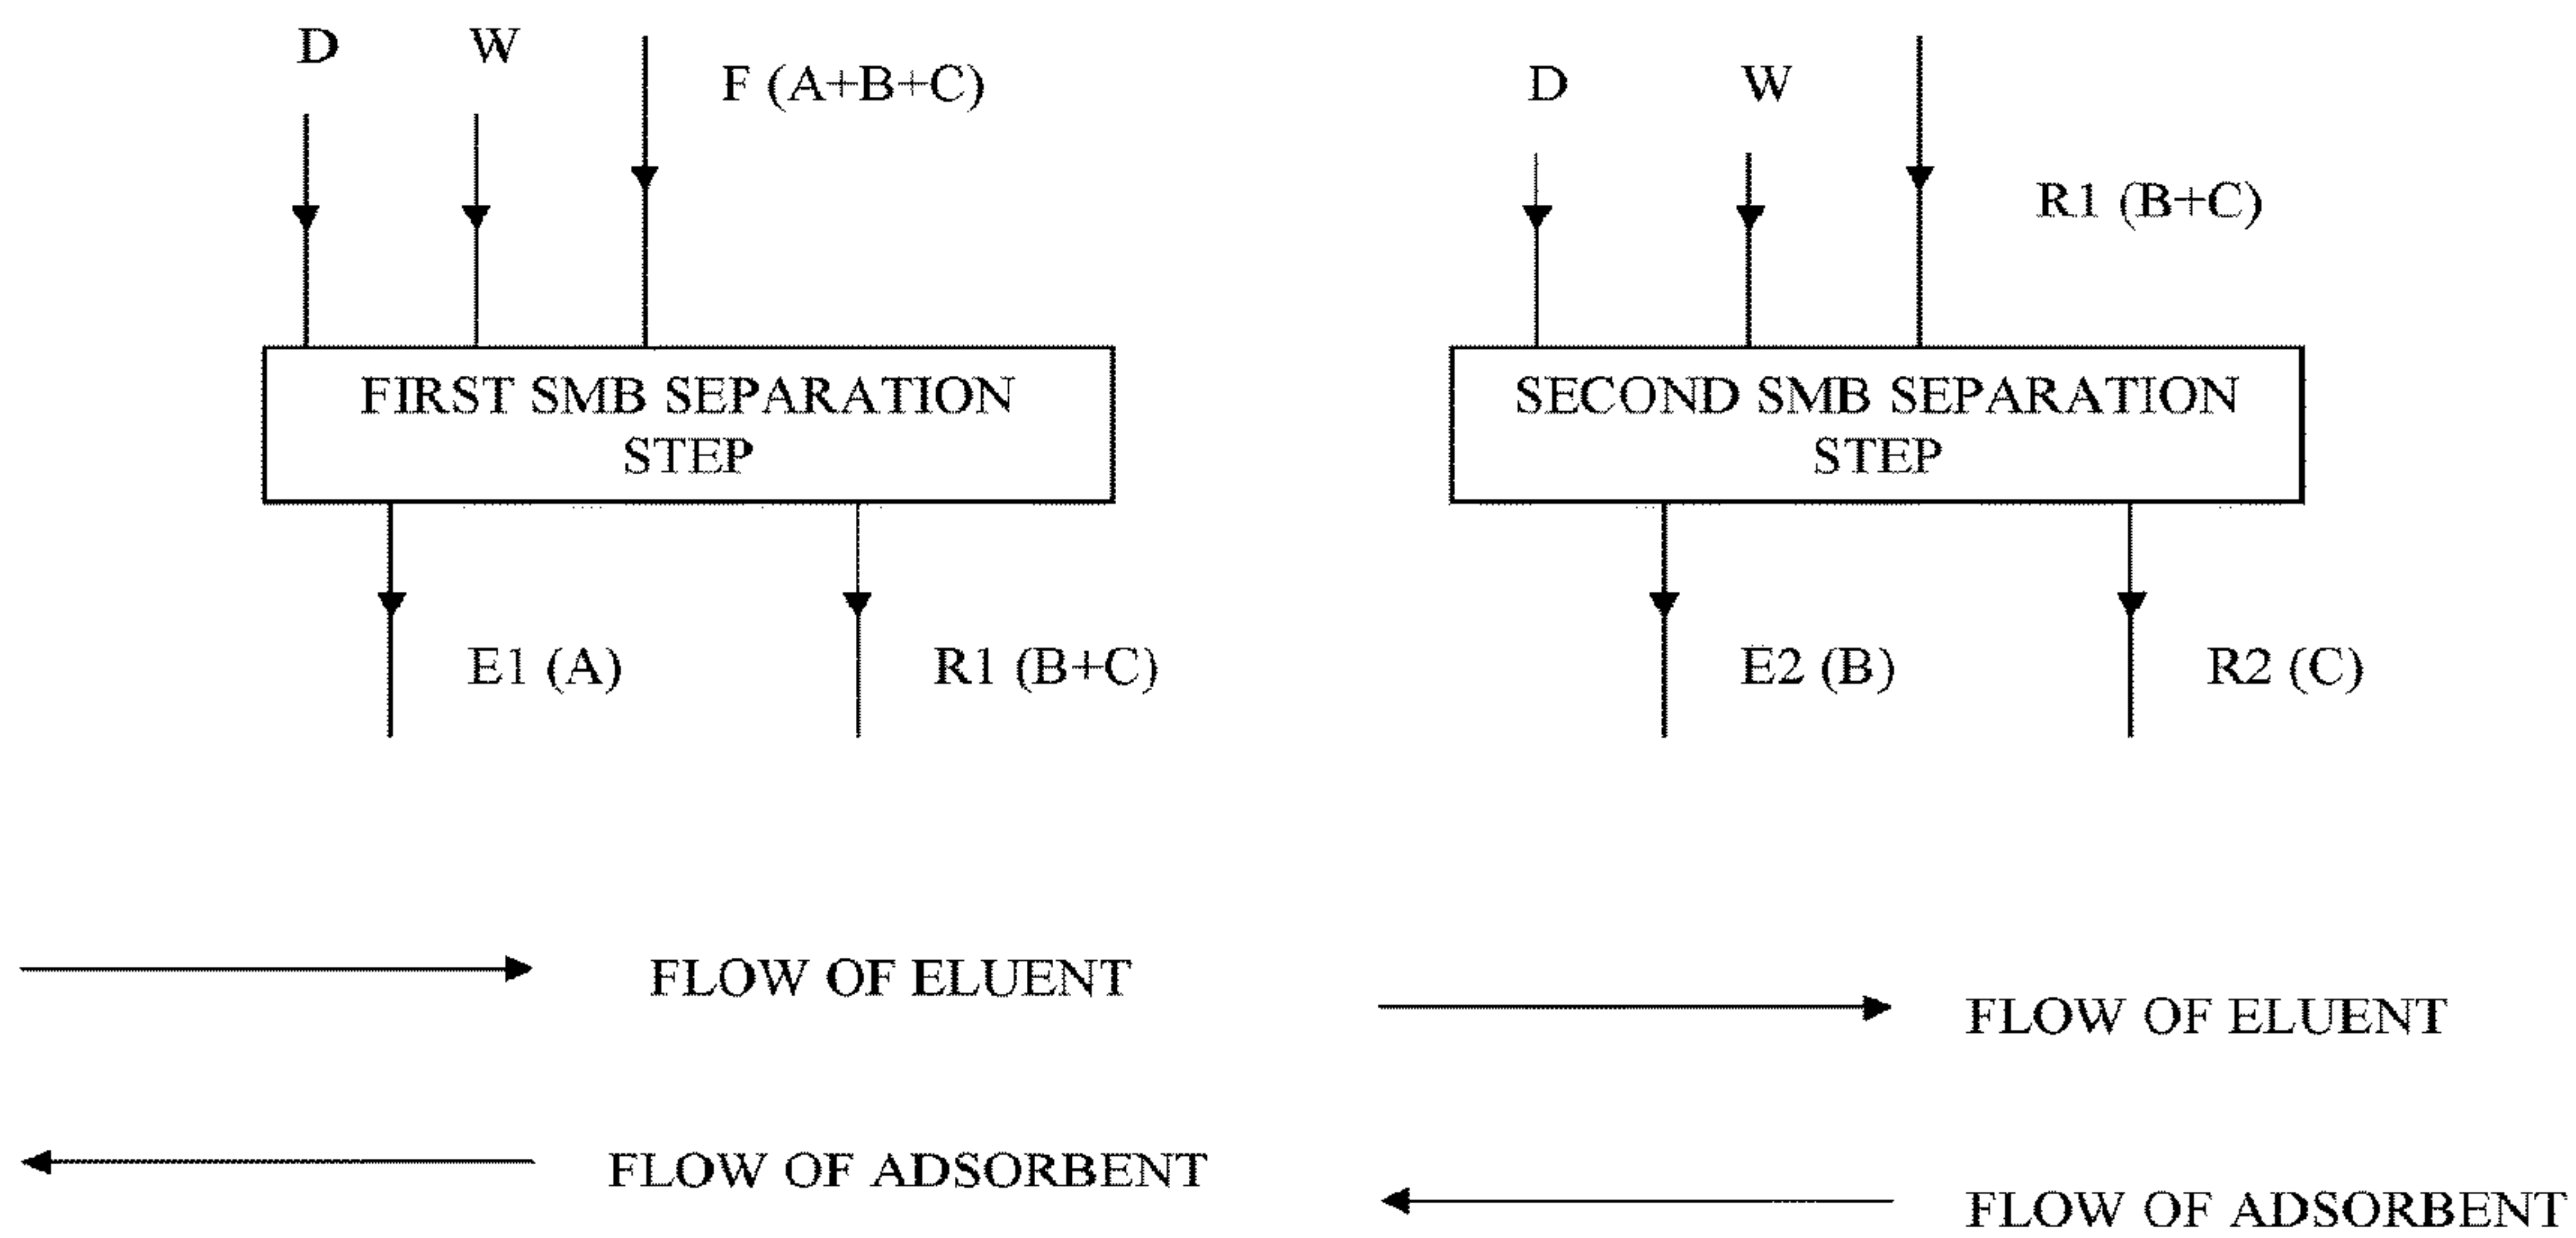 D
W
F (A+B+C)
FIRST SMB SEPARATION
STEP
E1 (A)
R1 (B+C)
FLOW OF ELUENT
FLOW OF ADSORBENT
D
W
R1 (B+C)
SECOND SMB SEPARATION
STEP
E2 (B)
R2 (C)
FLOW OF ELUENT
FLOW OF ADSORBENT